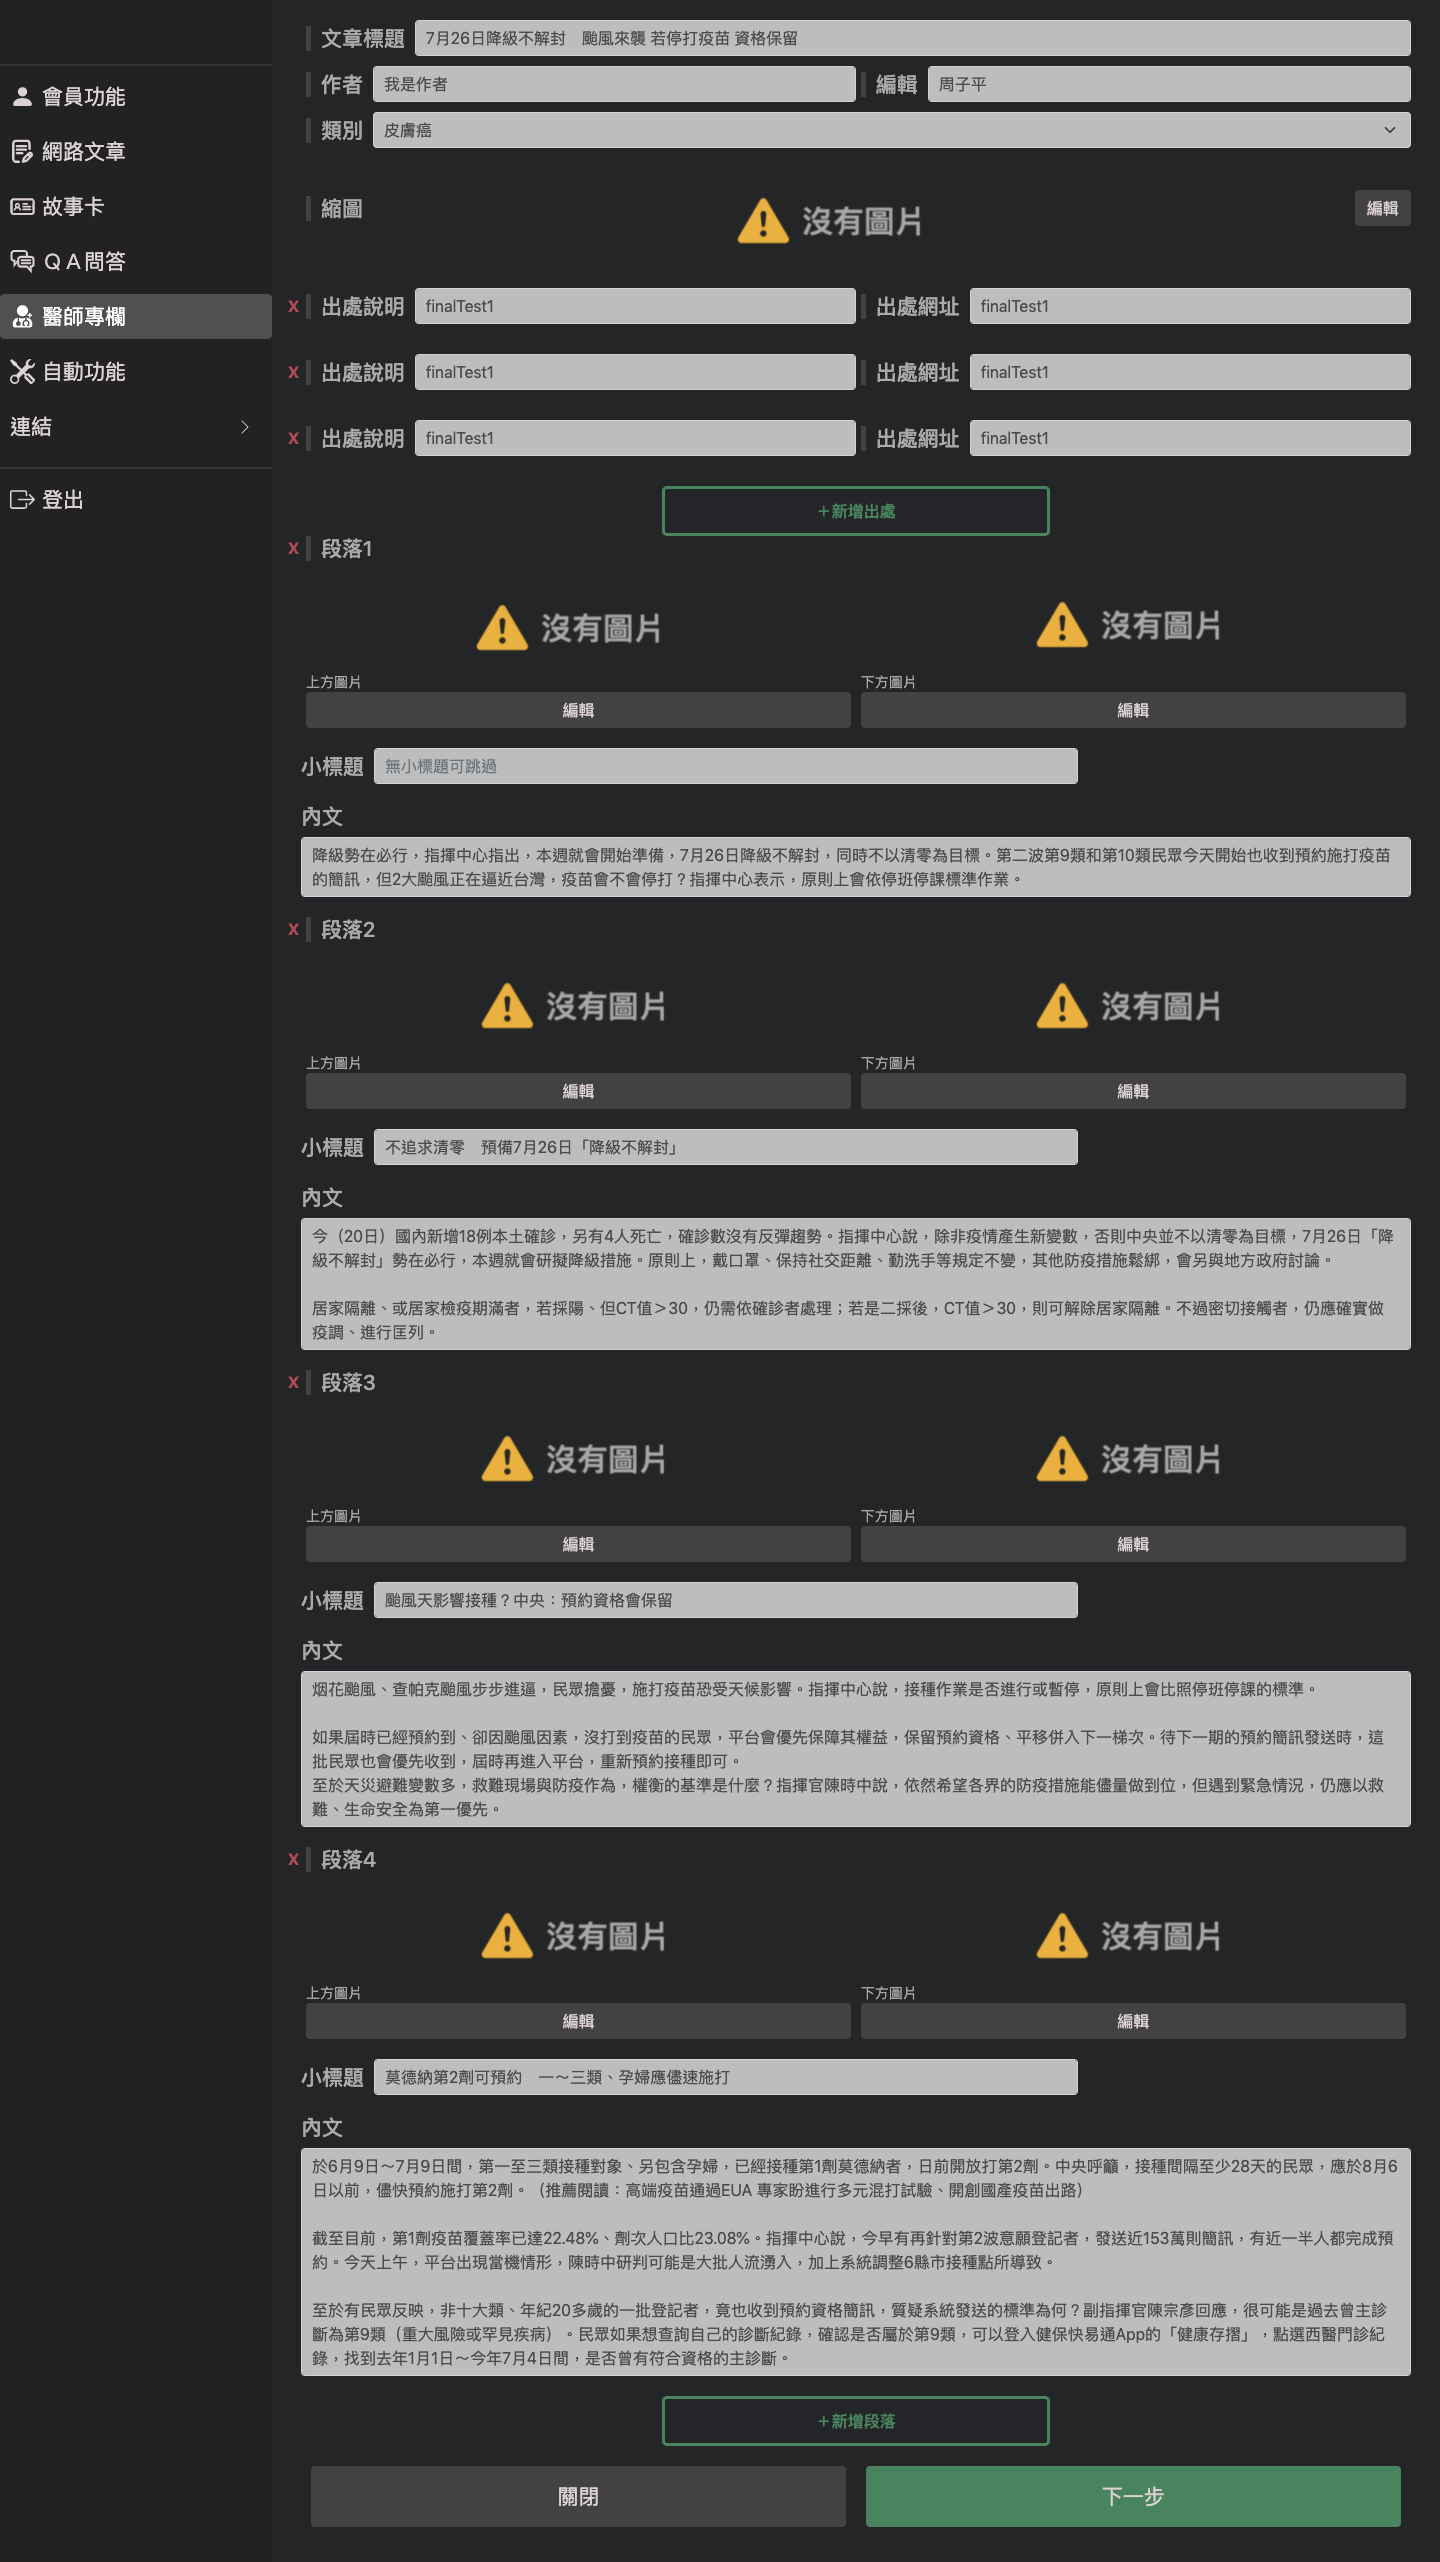 會員功能
網路文章
故事卡
ＱＡ問答
醫師專欄
自動功能
連結
登出
文章標題 7月26日降級不解封　颱風來襲 若停打疫苗 資格保留
作者 我是作者 編輯 周子平
類別 皮膚癌
縮圖 沒有圖片 編輯
x 出處說明 finalTest1 出處網址 finalTest1
x 出處說明 finalTest1 出處網址 finalTest1
x 出處說明 finalTest1 出處網址 finalTest1
＋新增出處
x 段落1
沒有圖片 沒有圖片
上方圖片 下方圖片
編輯 編輯
小標題 無小標題可跳過
內文
降級勢在必行，指揮中心指出，本週就會開始準備，7月26日降級不解封，同時不以清零為目標。第二波第9類和第10類民眾今天開始也收到預約施打疫苗
的簡訊，但2大颱風正在逼近台灣，疫苗會不會停打？指揮中心表示，原則上會依停班停課標準作業。
x 段落2
沒有圖片 沒有圖片
上方圖片 下方圖片
編輯 編輯
小標題 不追求清零　預備7月26日「降級不解封」
內文
今（20日）國內新增18例本土確診，另有4人死亡，確診數沒有反彈趨勢。指揮中心說，除非疫情產生新變數，否則中央並不以清零為目標，7月26日「降
級不解封」勢在必行，本週就會研擬降級措施。原則上，戴口罩、保持社交距離、勤洗手等規定不變，其他防疫措施鬆綁，會另與地方政府討論。
居家隔離、或居家檢疫期滿者，若採陽、但CT值＞30，仍需依確診者處理；若是二採後，CT值＞30，則可解除居家隔離。不過密切接觸者，仍應確實做
疫調、進行匡列。
x 段落3
沒有圖片 沒有圖片
上方圖片 下方圖片
編輯 編輯
小標題 颱風天影響接種？中央：預約資格會保留
內文
烟花颱風、查帕克颱風步步進逼，民眾擔憂，施打疫苗恐受天候影響。指揮中心說，接種作業是否進行或暫停，原則上會比照停班停課的標準。
如果屆時已經預約到、卻因颱風因素，沒打到疫苗的民眾，平台會優先保障其權益，保留預約資格、平移併入下一梯次。待下一期的預約簡訊發送時，這
批民眾也會優先收到，屆時再進入平台，重新預約接種即可。
至於天災避難變數多，救難現場與防疫作為，權衡的基準是什麼？指揮官陳時中說，依然希望各界的防疫措施能儘量做到位，但遇到緊急情況，仍應以救
難、生命安全為第一優先。
x 段落4
沒有圖片 沒有圖片
上方圖片 下方圖片
編輯 編輯
小標題 莫德納第2劑可預約　一～三類、孕婦應儘速施打
內文
於6月9日～7月9日間，第一至三類接種對象、另包含孕婦，已經接種第1劑莫德納者，日前開放打第2劑。中央呼籲，接種間隔至少28天的民眾，應於8月6
日以前，儘快預約施打第2劑。（推薦閱讀：高端疫苗通過EUA 專家盼進行多元混打試驗、開創國產疫苗出路）
截至目前，第1劑疫苗覆蓋率已達22.48%、劑次人口比23.08%。指揮中心說，今早有再針對第2波意願登記者，發送近153萬則簡訊，有近一半人都完成預
約。今天上午，平台出現當機情形，陳時中研判可能是大批人流湧入，加上系統調整6縣市接種點所導致。
至於有民眾反映，非十大類、年紀20多歲的一批登記者，竟也收到預約資格簡訊，質疑系統發送的標準為何？副指揮官陳宗彥回應，很可能是過去曾主診
斷為第9類（重大風險或罕見疾病）。民眾如果想查詢自己的診斷紀錄，確認是否屬於第9類，可以登入健保快易通App的「健康存摺」，點選西醫門診紀
錄，找到去年1月1日～今年7月4日間，是否曾有符合資格的主診斷。
＋新增段落
關閉 下一步